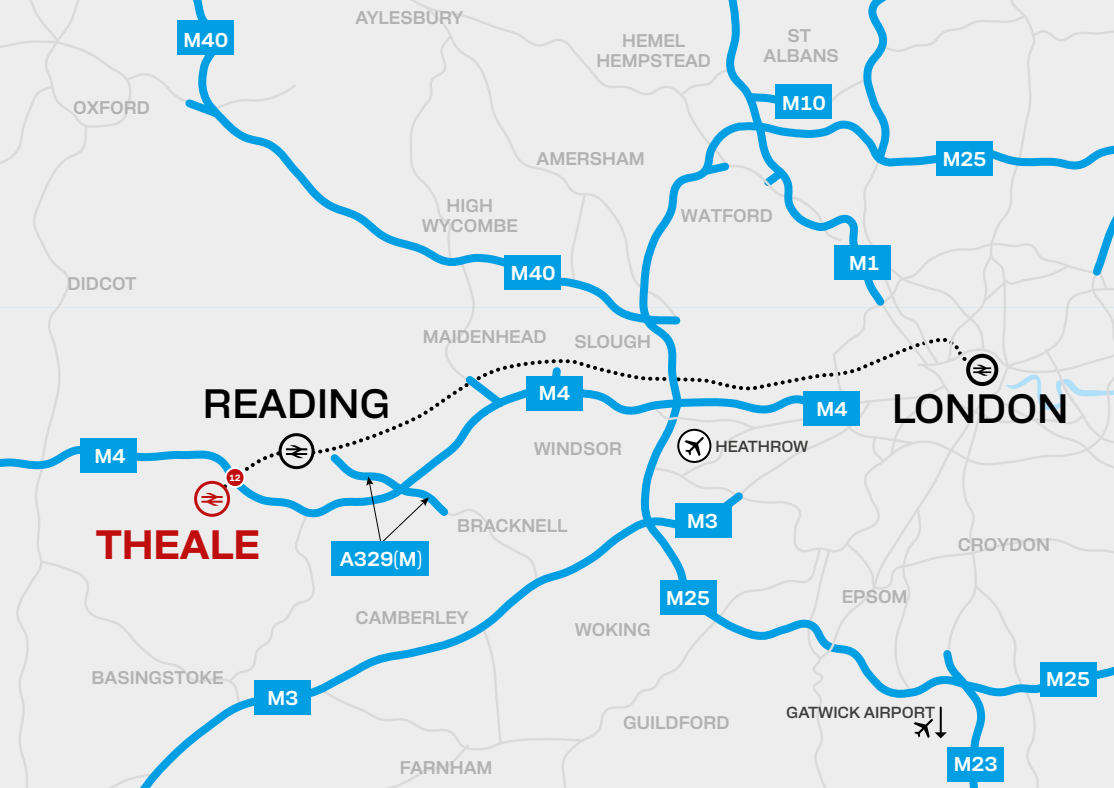 AYLESBURY
M40
HEMEL
HEMPSTEAD
ST
ALBANS
OXFORD
M10
AMERSHAM
M25
HIGH
WYCOMBE
WATFORD
M1
M40
DIDCOT
MAIDENHEAD
SLOUGH
READING
M4
M4
LONDON
M4
WINDSOR
HEATHROW
12
THEALE
BRACKNELL
M3
A329(M)
CROYDON
M25
EPSOM
CAMBERLEY
WOKING
BASINGSTOKE
M3
M25
GATWICK AIRPORT
GUILDFORD
FARNHAM
M23